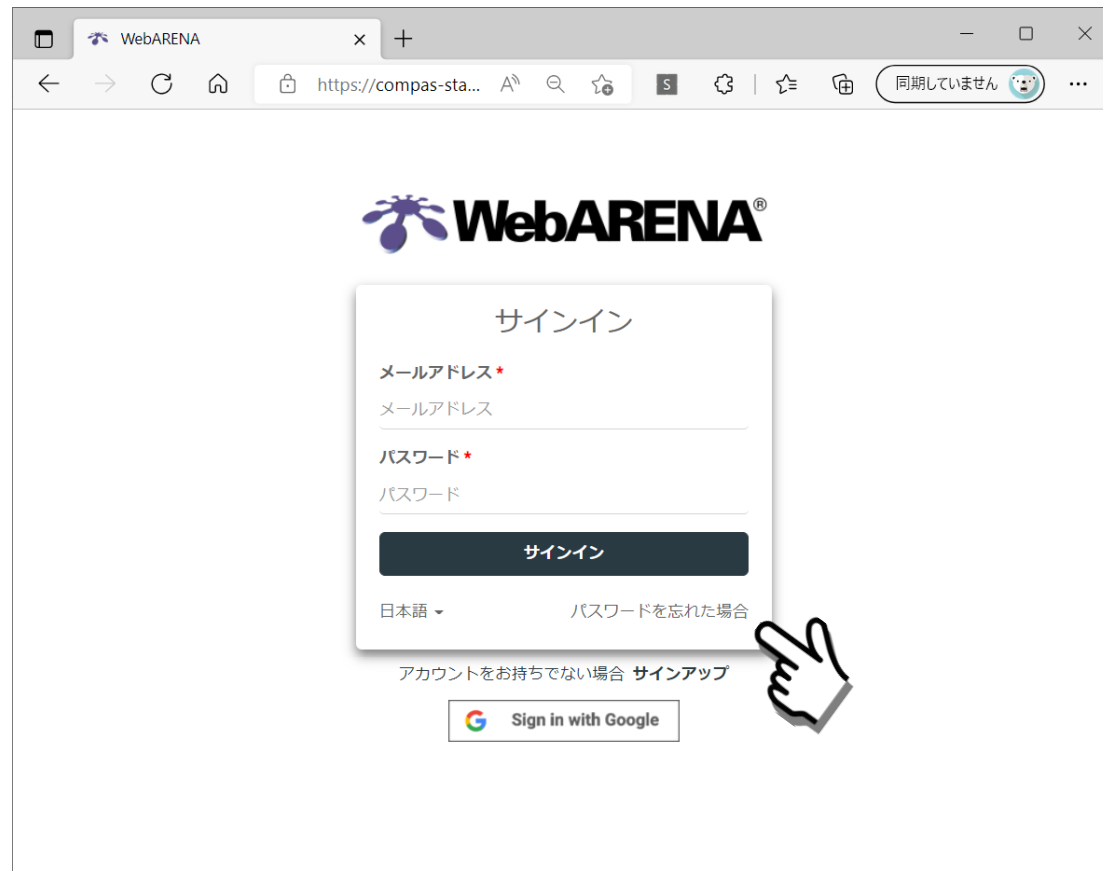 WebARENA
https://compas-sta...
S
同期していません
WebARENA®
サインイン
メールアドレス *
メールアドレス
パスワード *
パスワード
サインイン
日本語 パスワードを忘れた場合
アカウントをお持ちでない場合 サインアップ
Sign in with Google